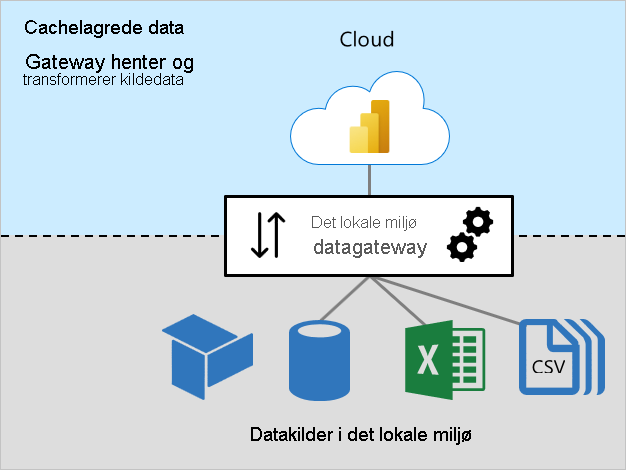 Cachelagrede data
Gateway henter og
transformerer kildedata
Cloud
Det lokale miljø
datagateway
X
CSV
Datakilder i det lokale miljø